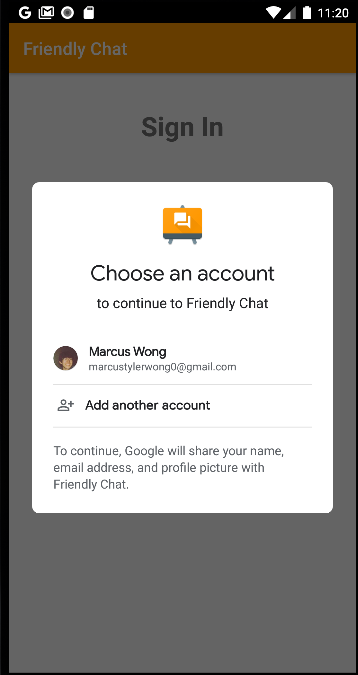 11:20
Friendly Chat
Sign In
Choose an account
to continue to Friendly Chat
Marcus Wong
marcustylerwong0@gmail.com
Add another account
To continue, Google will share your name,
email address, and profile picture with
Friendly Chat.